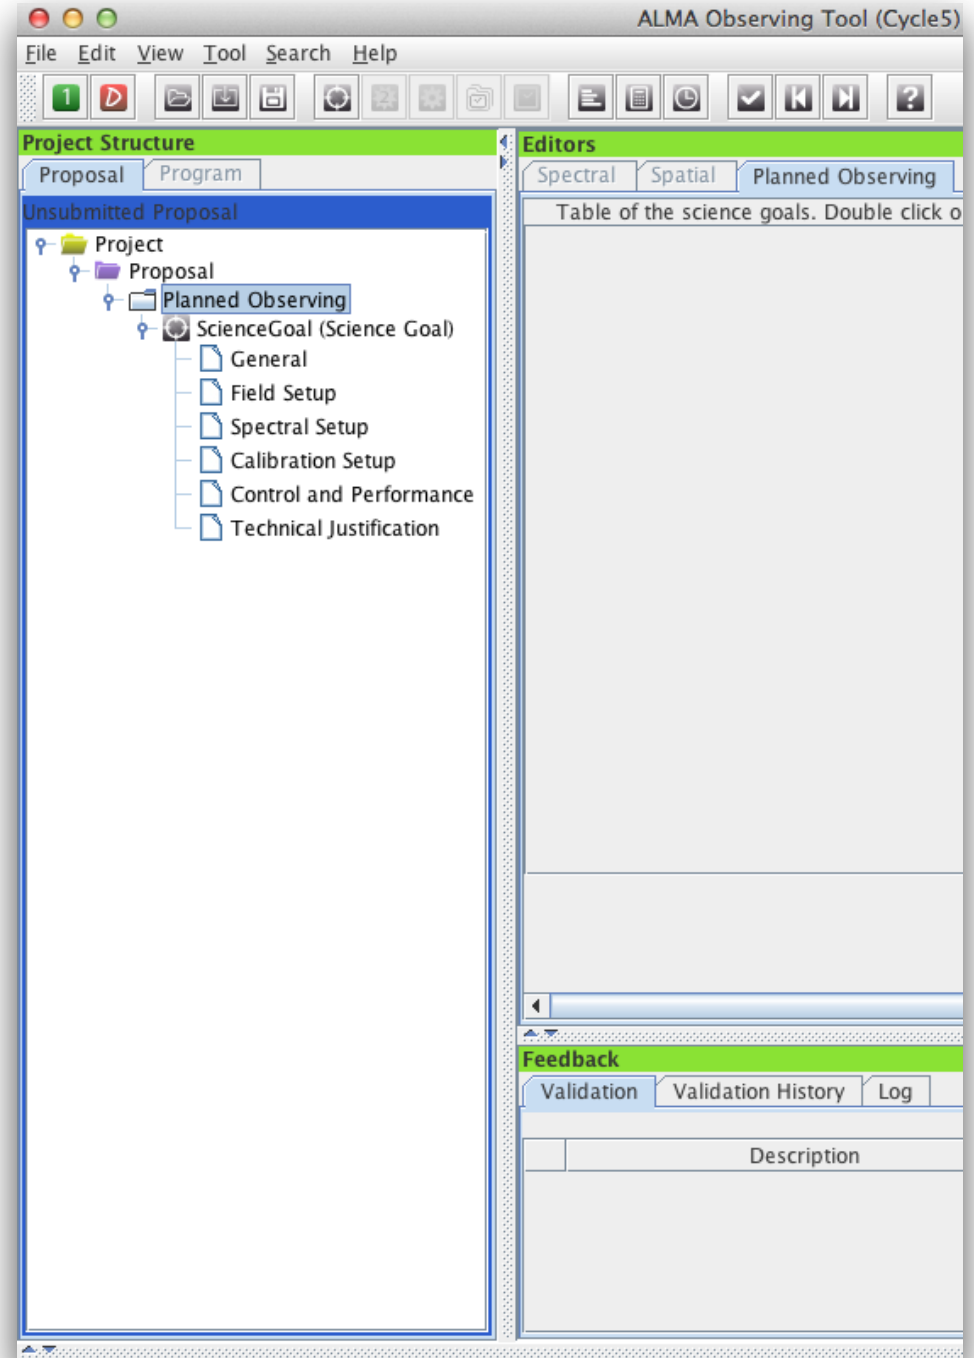 ALMA Observing Tool (Cycle5)
File Edit View Tool Search Help
1 D 2 ?
Project Structure
Proposal Program
Unsubmitted Proposal
Project
Proposal
Planned Observing
ScienceGoal (Science Goal)
General
Field Setup
Spectral Setup
Calibration Setup
Control and Performance
Technical Justification
Editors
Spectral Spatial Planned Observing
Table of the science goals. Double click o
Feedback
Validation Validation History Log
Description